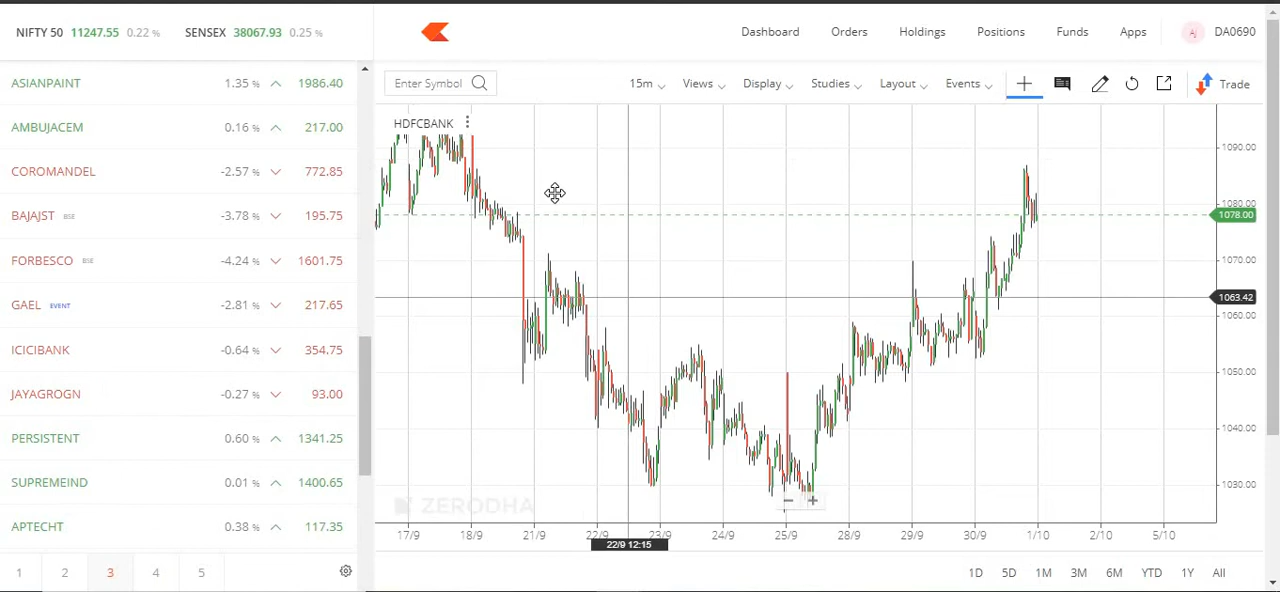 NIFTY 50 11247.55 0.22 % SENSEX 38067.93 0.25 %
Dashboard Orders Holdings Positions Funds Apps AJ DA0690
ASIANPAINT 1.35 % 1986.40
AMBUJACEM 0.16 % 217.00
COROMANDEL -2.57 % 772.85
BAJAJST BSE -3.78 % 195.75
FORBESCO BSE -4.24 % 1601.75
GAEL EVENT -2.81 % 217.65
ICICIBANK -0.64 % 354.75
JAYAGROGN -0.27 % 93.00
PERSISTENT 0.60 % 1341.25
SUPREMEIND 0.01 % 1400.65
APTECHT 0.38 % 117.35
1 2 3 4 5
Enter Symbol 15m Views Display Studies Layout Events Trade
HDFCBANK
1090.00
1080.00
1078.00
1070.00
1063.42
1060.00
1050.00
1040.00
1030.00
ZERODHA
17/9 18/9 21/9 22/9 23/9 24/9 25/9 28/9 29/9 30/9 1/10 2/10 5/10
22/9 12:15
1D 5D 1M 3M 6M YTD 1Y All